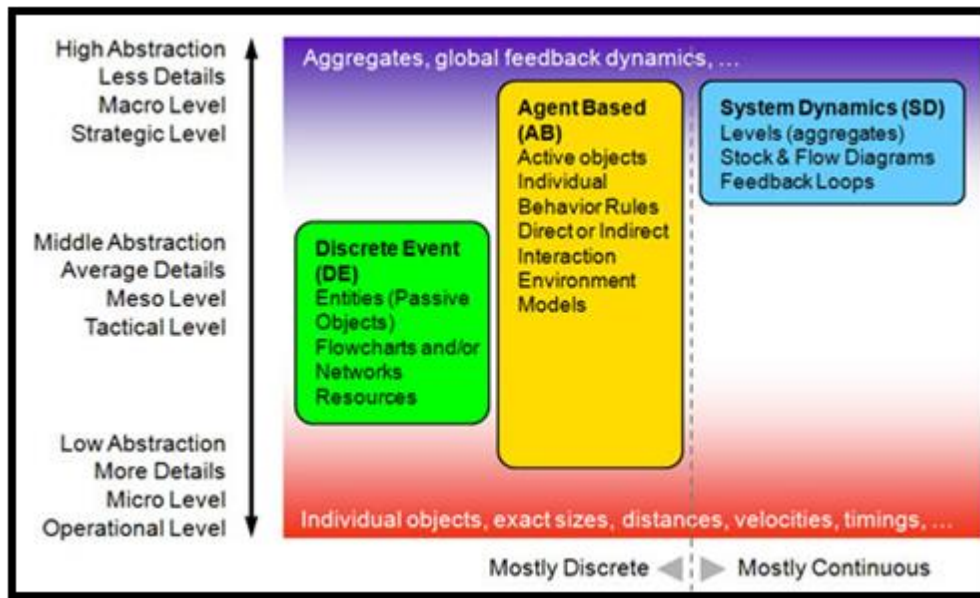 High Abstraction
Less Details
Macro Level
Strategic Level
Middle Abstraction
Average Details
Meso Level
Tactical Level
Low Abstraction
More Details
Micro Level
Operational Level
Aggregates, global feedback dynamics, ...
Discrete Event
(DE)
Entities (Passive
Objects)
Flowcharts and/or
Networks
Resources
Agent Based
(AB)
Active objects
Individual
Behavior Rules
Direct or Indirect
Interaction
Environment
Models
System Dynamics (SD)
Levels (aggregates)
Stock & Flow Diagrams
Feedback Loops
Individual objects, exact sizes, distances, velocities, timings, ...
Mostly Discrete
Mostly Continuous